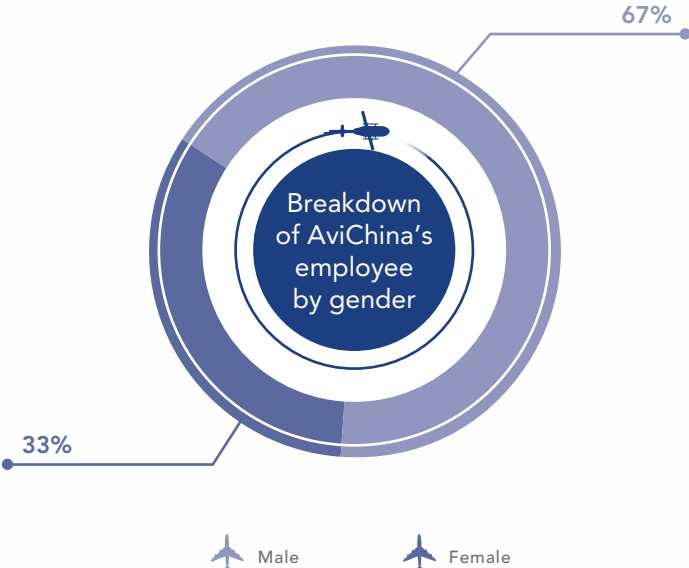 67%
Breakdown
of AviChina’s
employee
by gender
33%
Male
Female